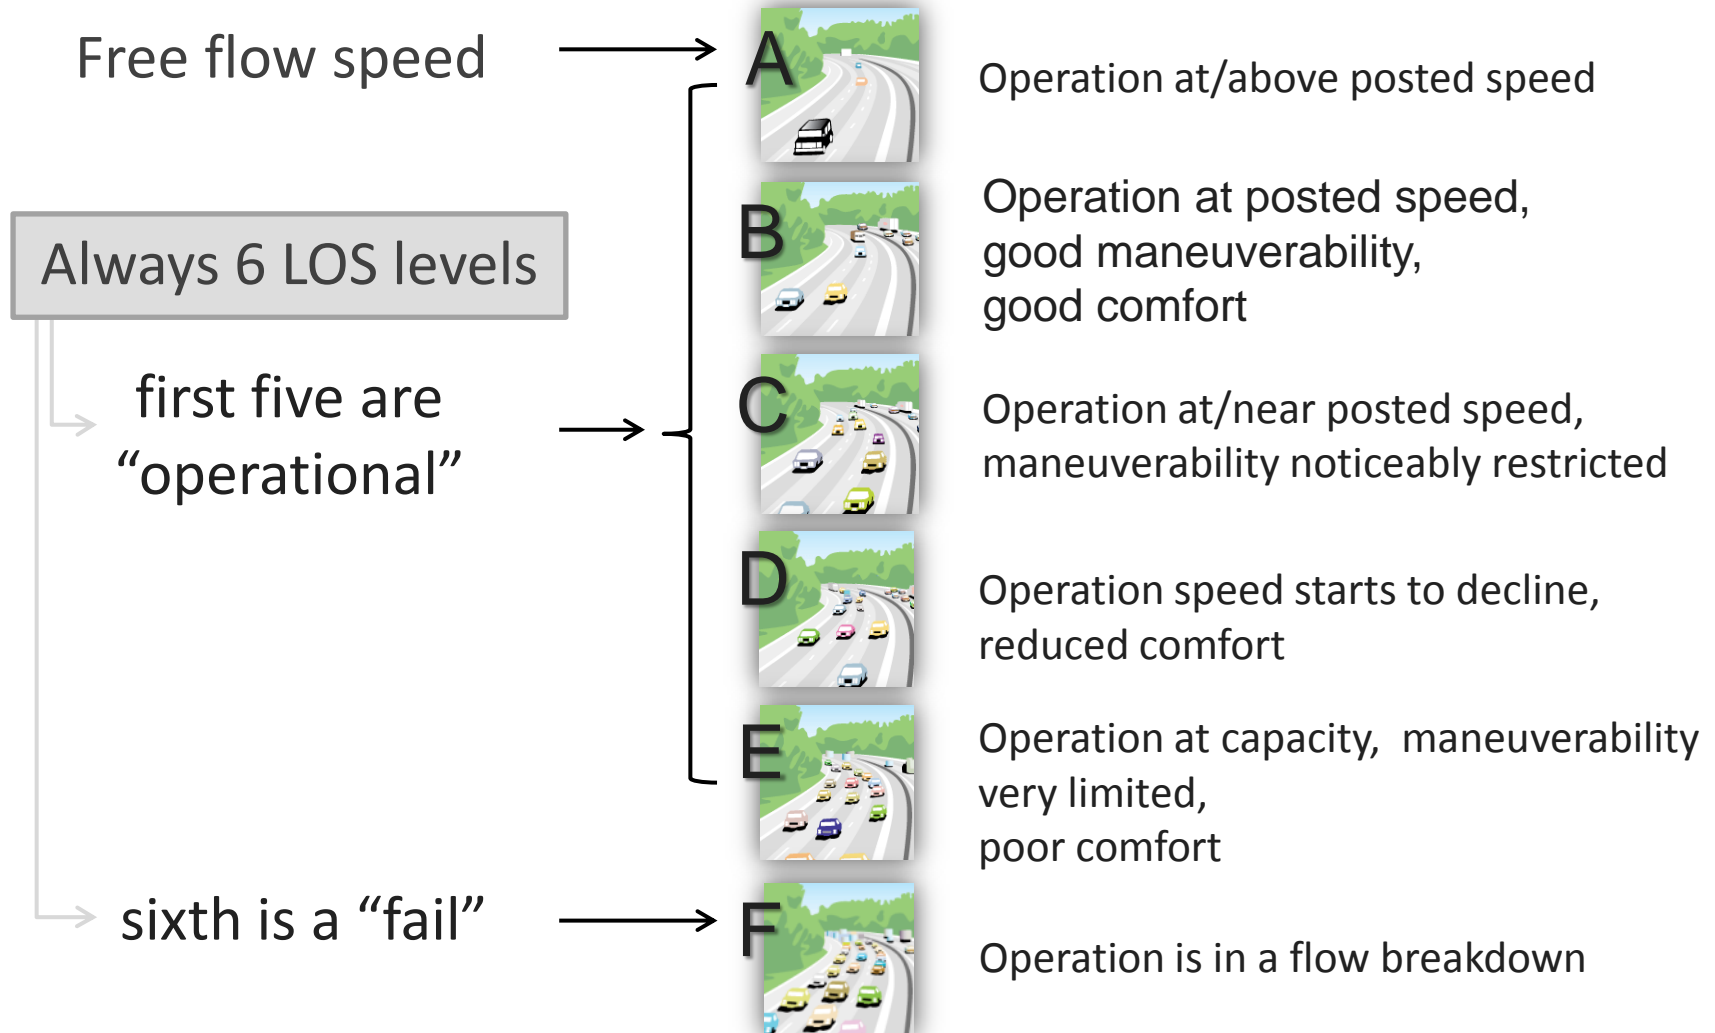 Free flow speed
A
Operation at/above posted speed
Always 6 LOS levels
B
Operation at posted speed,
good maneuverability,
good comfort
first five are
“operational”
C
Operation at/near posted speed,
maneuverability noticeably restricted
D
Operation speed starts to decline,
reduced comfort
E
Operation at capacity,  maneuverability
very limited,
poor comfort
sixth is a “fail”
F
Operation is in a flow breakdown